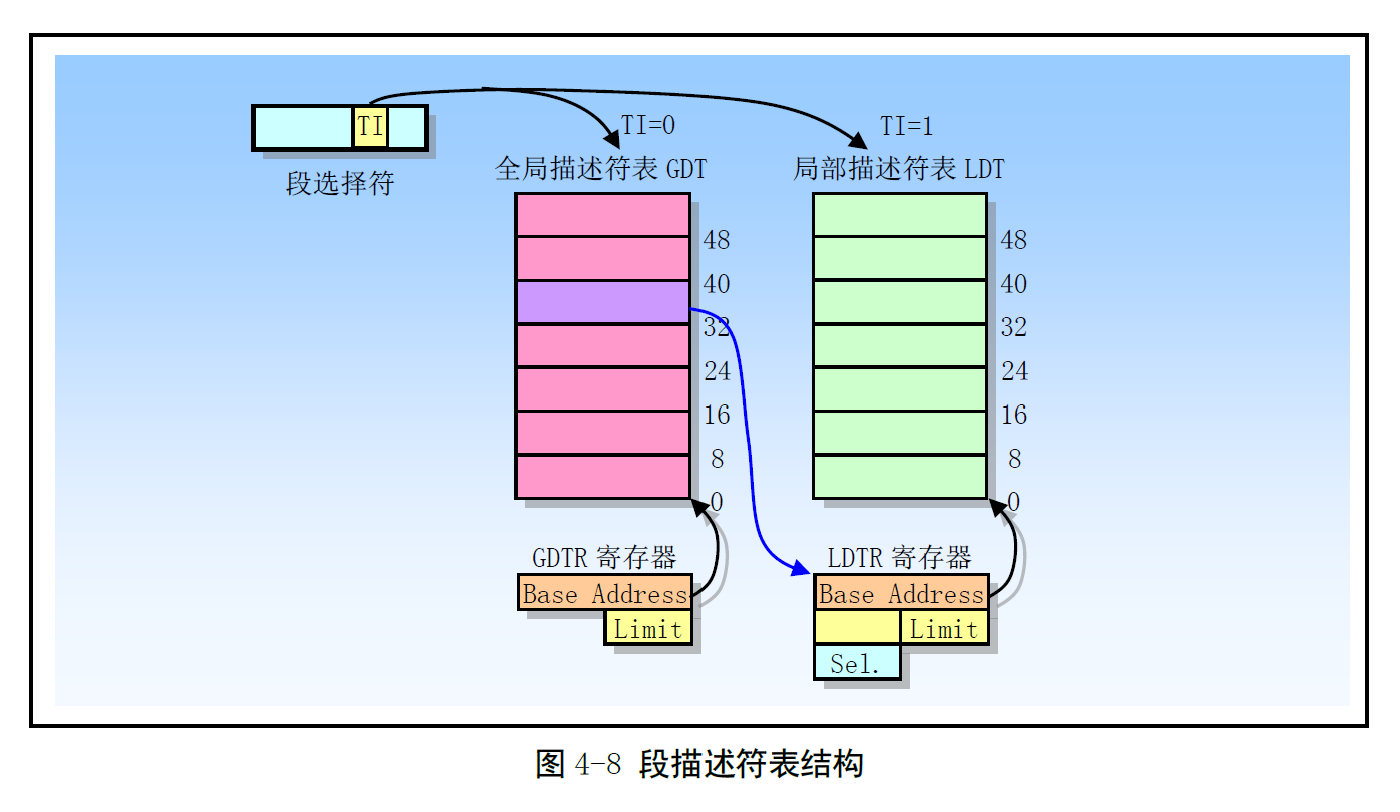 TI
TI=0
TI=1
段选择符
全局描述符表 GDT
局部描述符表 LDT
48
40
32
24
16
8
0
48
40
32
24
16
8
0
GDTR 寄存器
Base Address
Limit
LDTR 寄存器
Base Address
Limit
Sel.
图 4-8 段描述符表结构